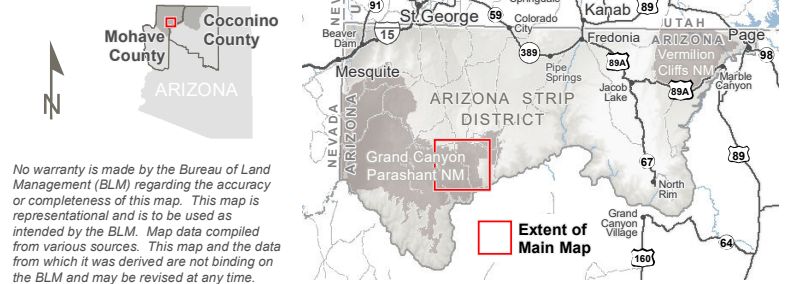 Mohave
County
Coconino
County
ARIZONA
N
No warranty is made by the Bureau of Land
Management (BLM) regarding the accuracy
or completeness of this map. This map is
representational and is to be used as
intended by the BLM. Map data compiled
from various sources. This map and the data
from which it was derived are not binding on
the BLM and may be revised at any time.
91
St.George
59
Colorado
City
Kanab
89
UTAH
ARIZONA
Beaver
Dam
15
389
Fredonia
Page
98
Vermilion
Cliffs NM
Mesquite
Pipe
Springs
89A
Marble
Canyon
Jacob
Lake
89A
NEVADA
ARIZONA
ARIZONA STRIP
DISTRICT
Grand Canyon
Parashant NM
67
89
North
Rim
Grand
Canyon
Village
64
160
Extent of
Main Map